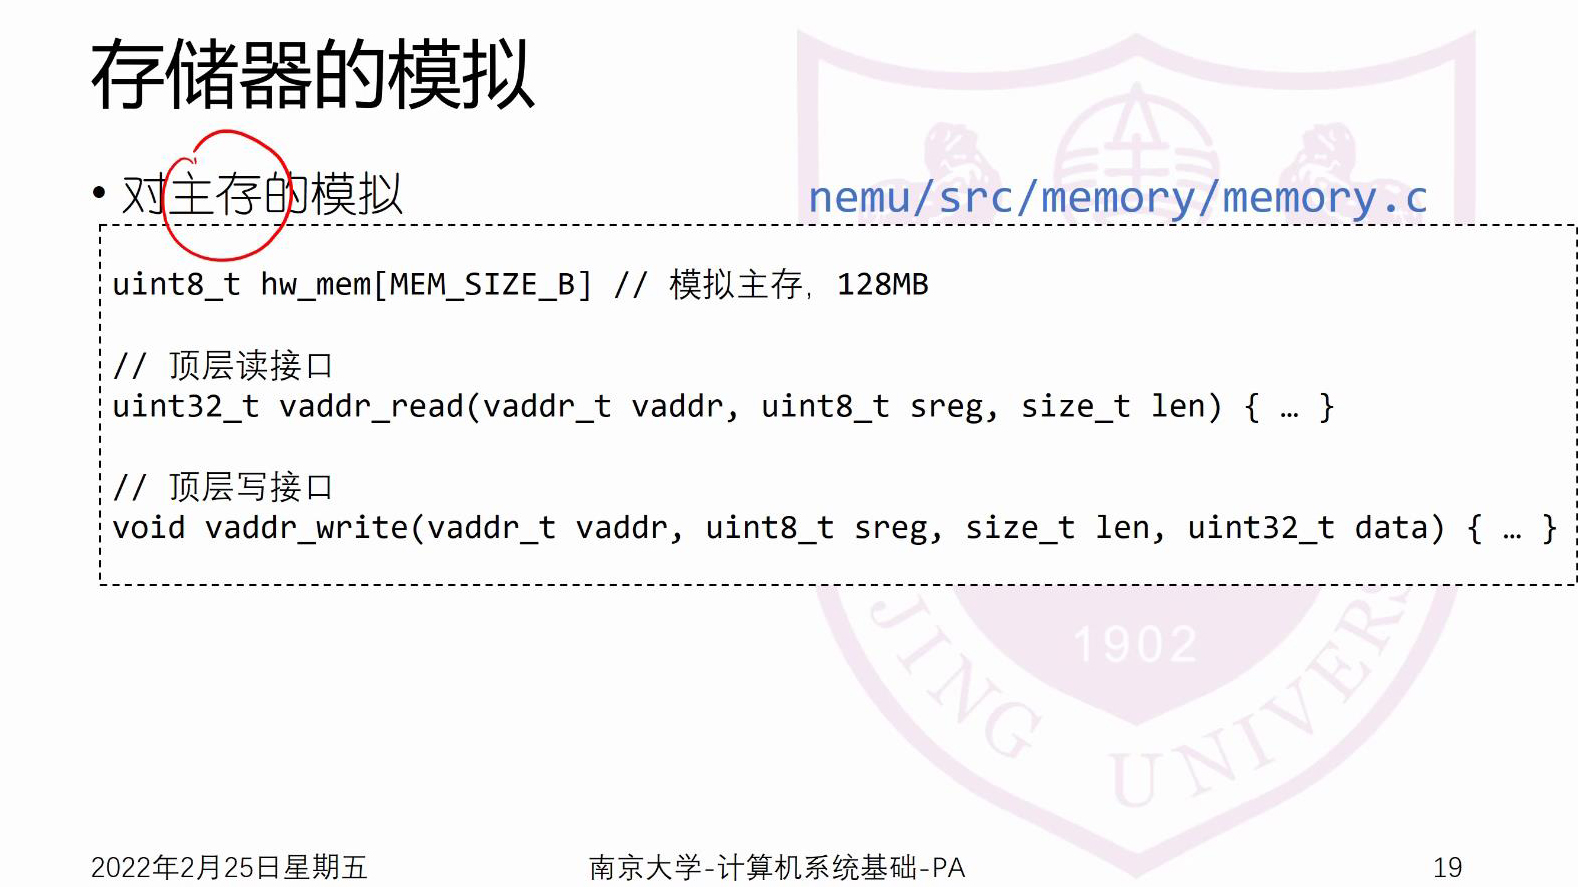 存储器的模拟
• 对主存的模拟
nemu/src/memory/memory.c
uint8_t hw_mem[MEM_SIZE_B] // 模拟主存，128MB
// 顶层读接口
uint32_t vaddr_read(vaddr_t vaddr, uint8_t sreg, size_t len) { … }
// 顶层写接口
void vaddr_write(vaddr_t vaddr, uint8_t sreg, size_t len, uint32_t data) { … }
1902
JING UNIVERS
2022年2月25日星期五
南京大学-计算机系统基础-PA
19